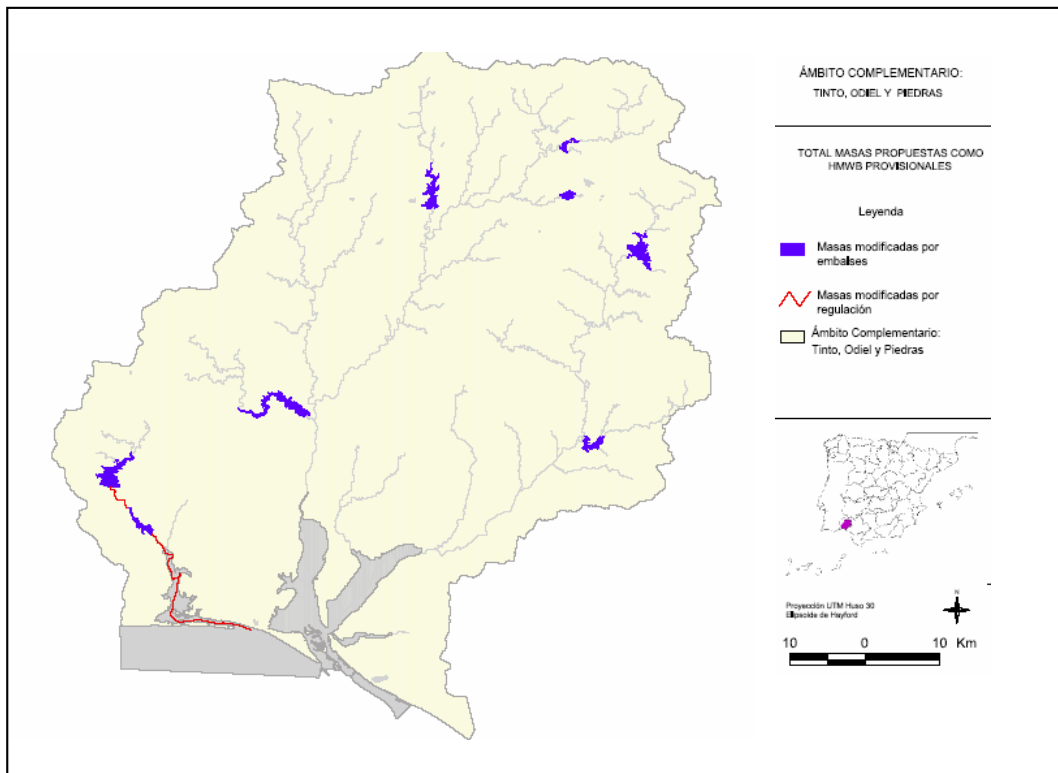 ÁMBITO COMPLEMENTARIO:
TINTO, ODIEL Y PIEDRAS
TOTAL MASAS PROPUESTAS COMO
HMWB PROVISIONALES
Leyenda
Masas modificadas por
embalses
Masas modificadas por
regulación
Ámbito Complementario:
Tinto, Odiel y Piedras
Proyección UTM Huso 30
Elipsoide de Hayford
N
10 0 10 Km